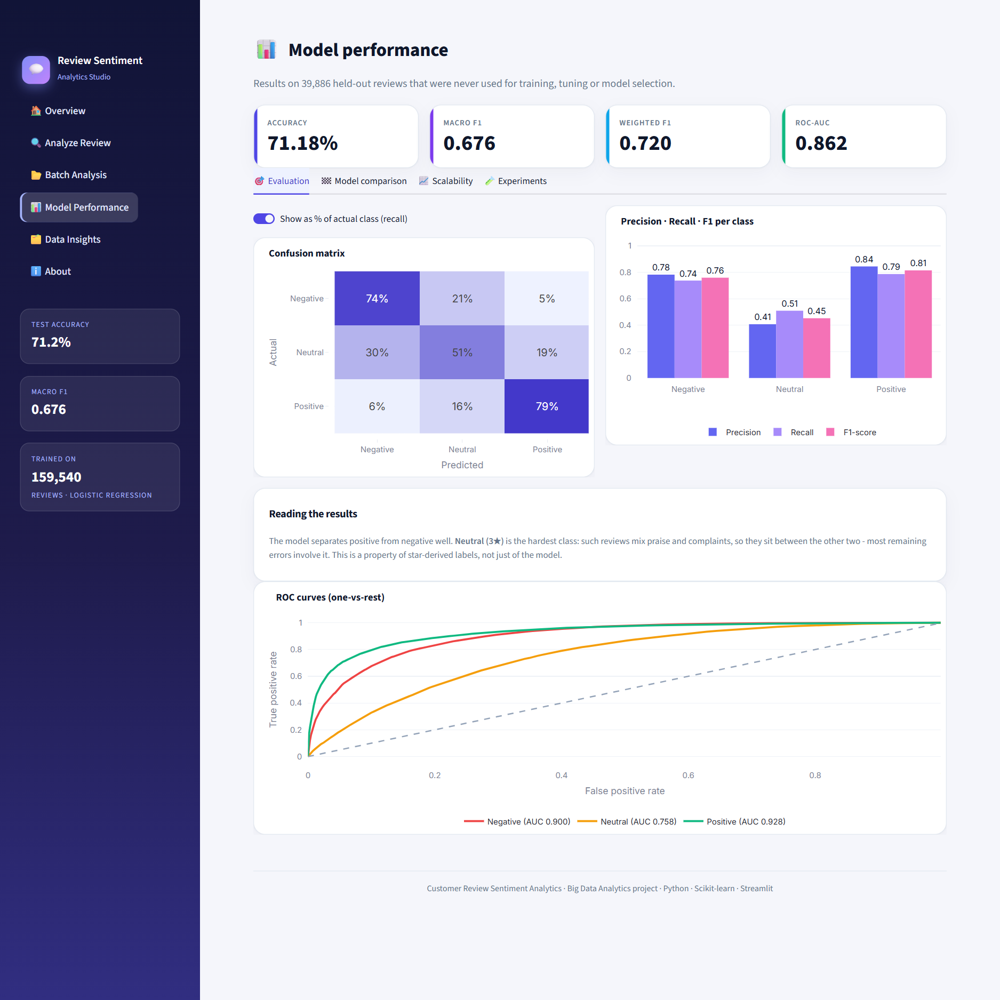 Review Sentiment
Analytics Studio
Overview
Analyze Review
Batch Analysis
Model Performance
Data Insights
About
TEST ACCURACY
71.2%
MACRO F1
0.676
TRAINED ON
159,540
REVIEWS · LOGISTIC REGRESSION
Model performance
Results on 39,886 held-out reviews that were never used for training, tuning or model selection.
ACCURACY
71.18%
MACRO F1
0.676
WEIGHTED F1
0.720
ROC-AUC
0.862
Evaluation
Model comparison
Scalability
Experiments
Show as % of actual class (recall)
Confusion matrix
Actual
Negative
74%
21%
5%
Neutral
30%
51%
19%
Positive
6%
16%
79%
Negative
Neutral
Positive
Predicted
Precision · Recall · F1 per class
1
0.8
0.6
0.4
0.2
0
0.78
0.74
0.76
0.41
0.51
0.45
0.84
0.79
0.81
Negative
Neutral
Positive
Precision
Recall
F1-score
Reading the results
The model separates positive from negative well. Neutral (3★) is the hardest class: such reviews mix praise and complaints, so they sit between the other two - most remaining
errors involve it. This is a property of star-derived labels, not just of the model.
ROC curves (one-vs-rest)
True positive rate
1
0.8
0.6
0.4
0.2
0
0
0.2
0.4
0.6
0.8
False positive rate
Negative (AUC 0.900)
Neutral (AUC 0.758)
Positive (AUC 0.928)
Customer Review Sentiment Analytics · Big Data Analytics project · Python · Scikit-learn · Streamlit